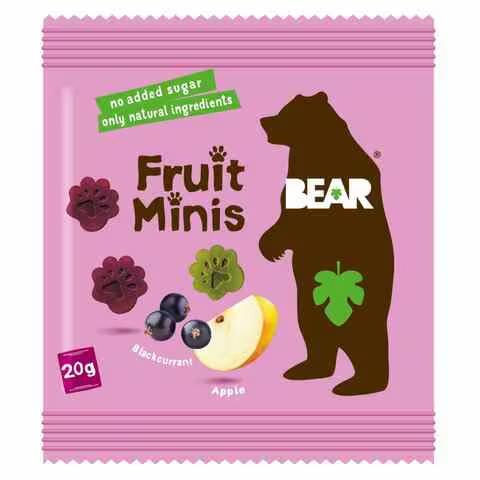 no added sugar
only natural ingredients
Fruit
Minis
BEAR®
Blackcurrant
Apple
20g